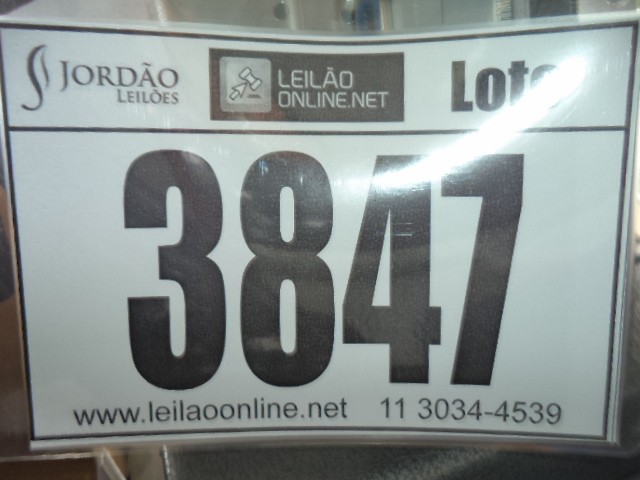 JORDÃO
LEILÕES
LEILÃO
ONLINE.NET
Lote
3847
www.leilaoonline.net 11 3034-4539